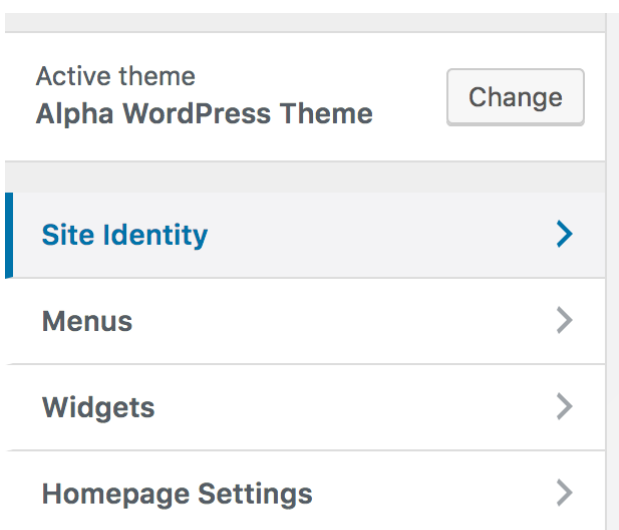 Active theme
Alpha WordPress Theme
Change
Site Identity
Menus
Widgets
Homepage Settings